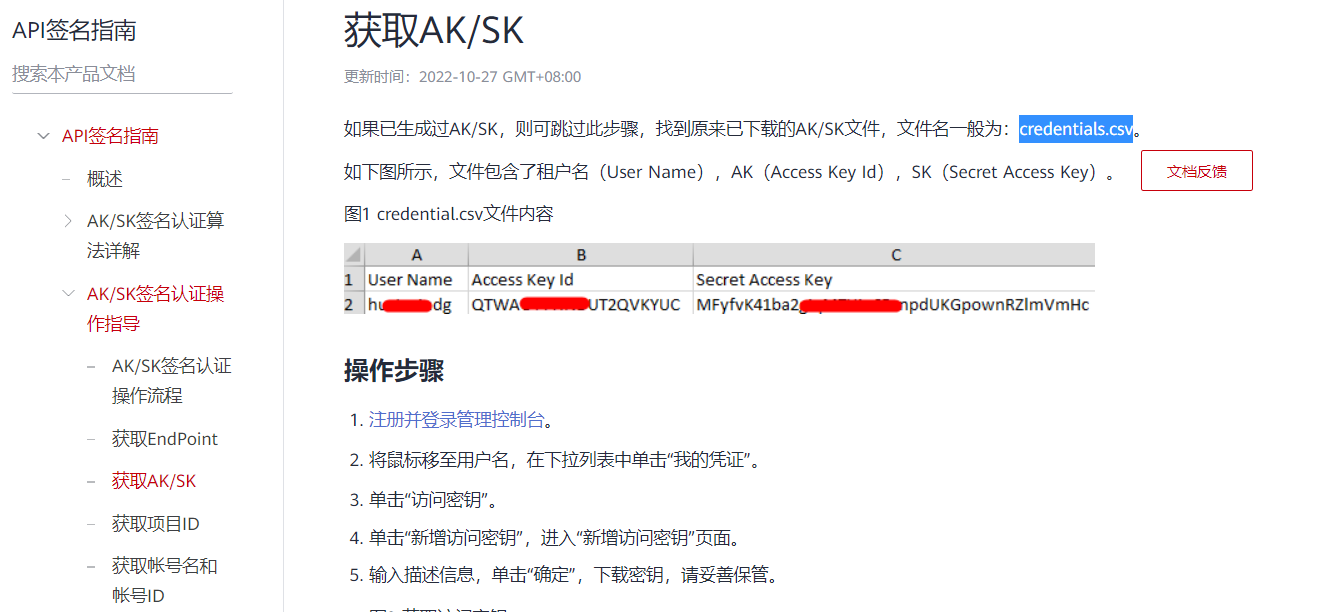 API签名指南
搜索本产品文档
API签名指南
概述
AK/SK签名认证算
法详解
AK/SK签名认证操
作指导
AK/SK签名认证
操作流程
获取EndPoint
获取AK/SK
获取项目ID
获取帐号名和
帐号ID
获取AK/SK
更新时间：2022-10-27 GMT+08:00
如果已生成过AK/SK，则可跳过此步骤，找到原来已下载的AK/SK文件，文件名一般为：credentials.csv。
如下图所示，文件包含了租户名（User Name），AK（Access Key Id），SK（Secret Access Key）。
文档反馈
图1 credential.csv文件内容
A B C
1 User Name Access Key Id Secret Access Key
2 hu dg QTWA UT2QVKYUC MFyfvK41ba2 npdUKGpownRZlmVmHc
操作步骤
1. 注册并登录管理控制台。
2. 将鼠标移至用户名，在下拉列表中单击“我的凭证”。
3. 单击“访问密钥”。
4. 单击“新增访问密钥”，进入“新增访问密钥”页面。
5. 输入描述信息，单击“确定”，下载密钥，请妥善保管。